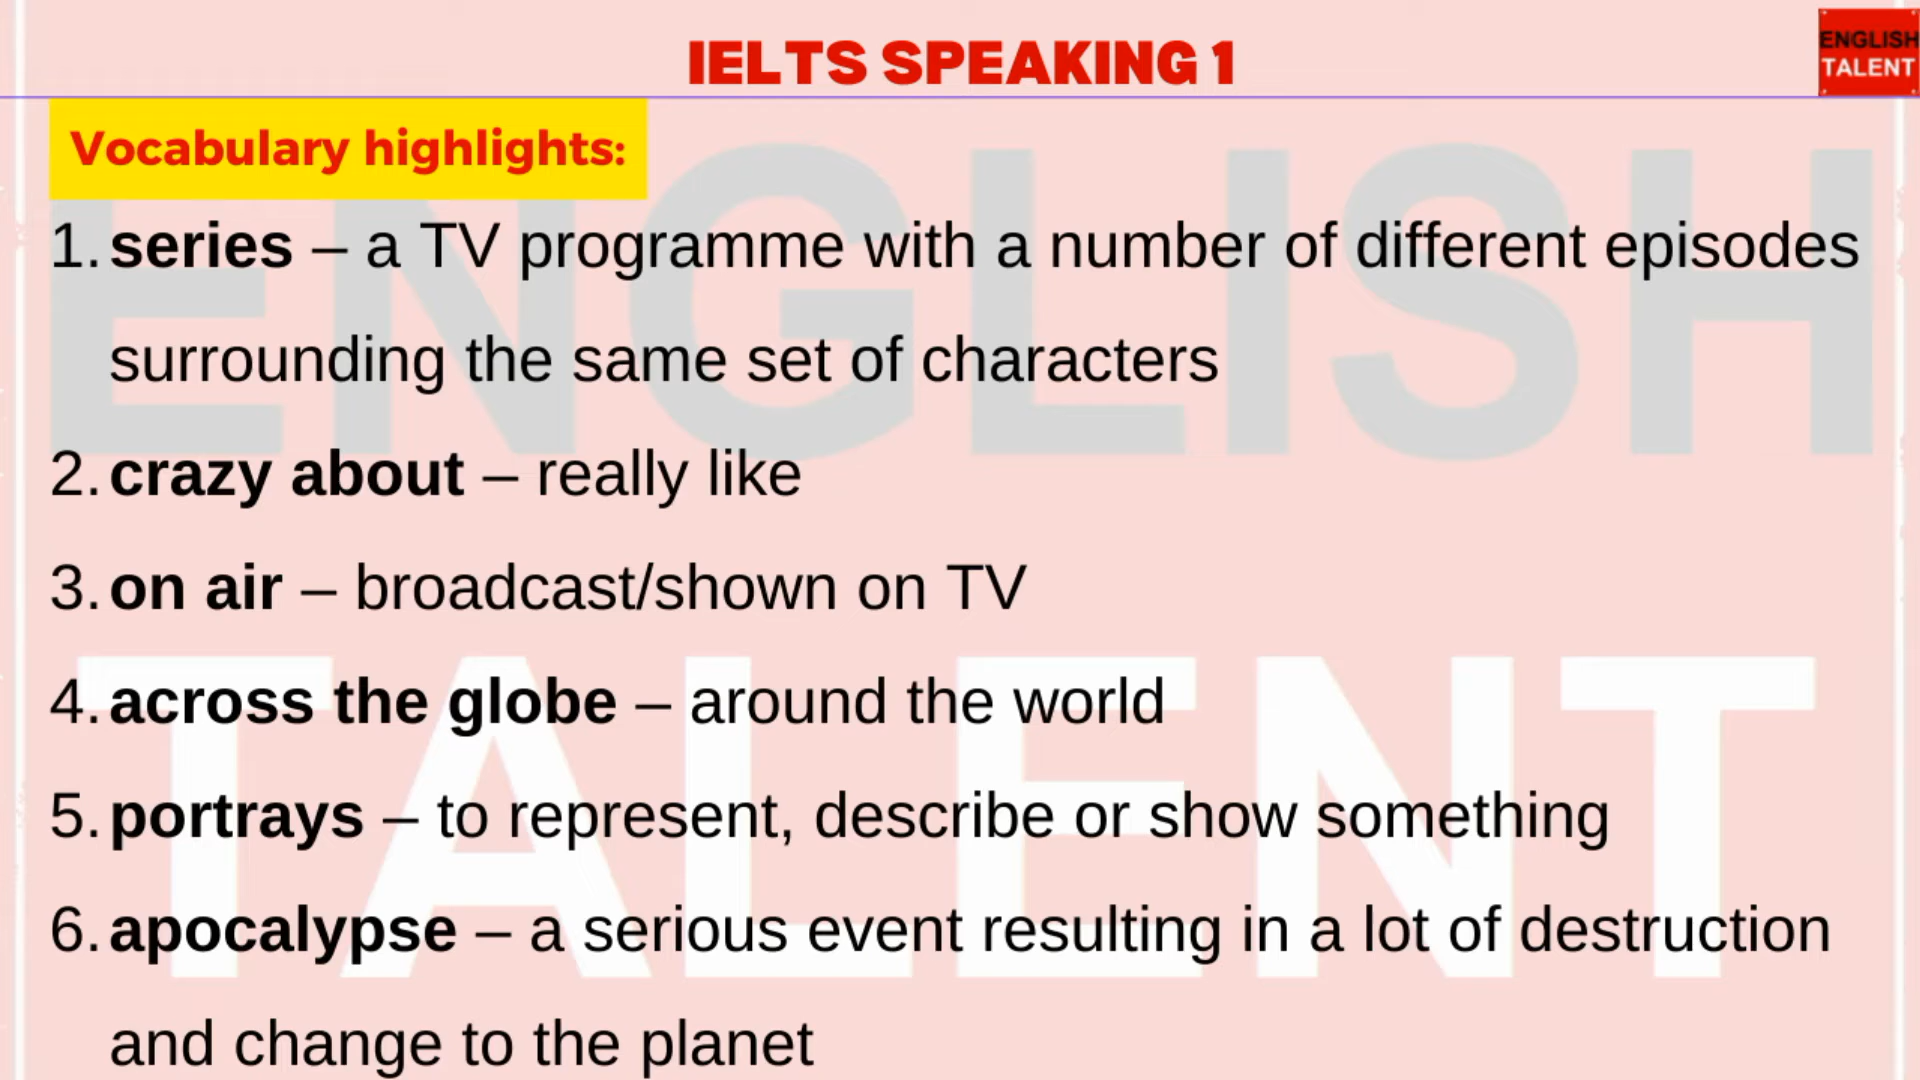 IELTS SPEAKING 1
ENGLISH
TALENT
Vocabulary highlights:
1. series – a TV programme with a number of different episodes
surrounding the same set of characters
2. crazy about – really like
3. on air – broadcast/shown on TV
4. across the globe – around the world
5. portrays – to represent, describe or show something
6. apocalypse – a serious event resulting in a lot of destruction
and change to the planet
ENGLISH
TALENT